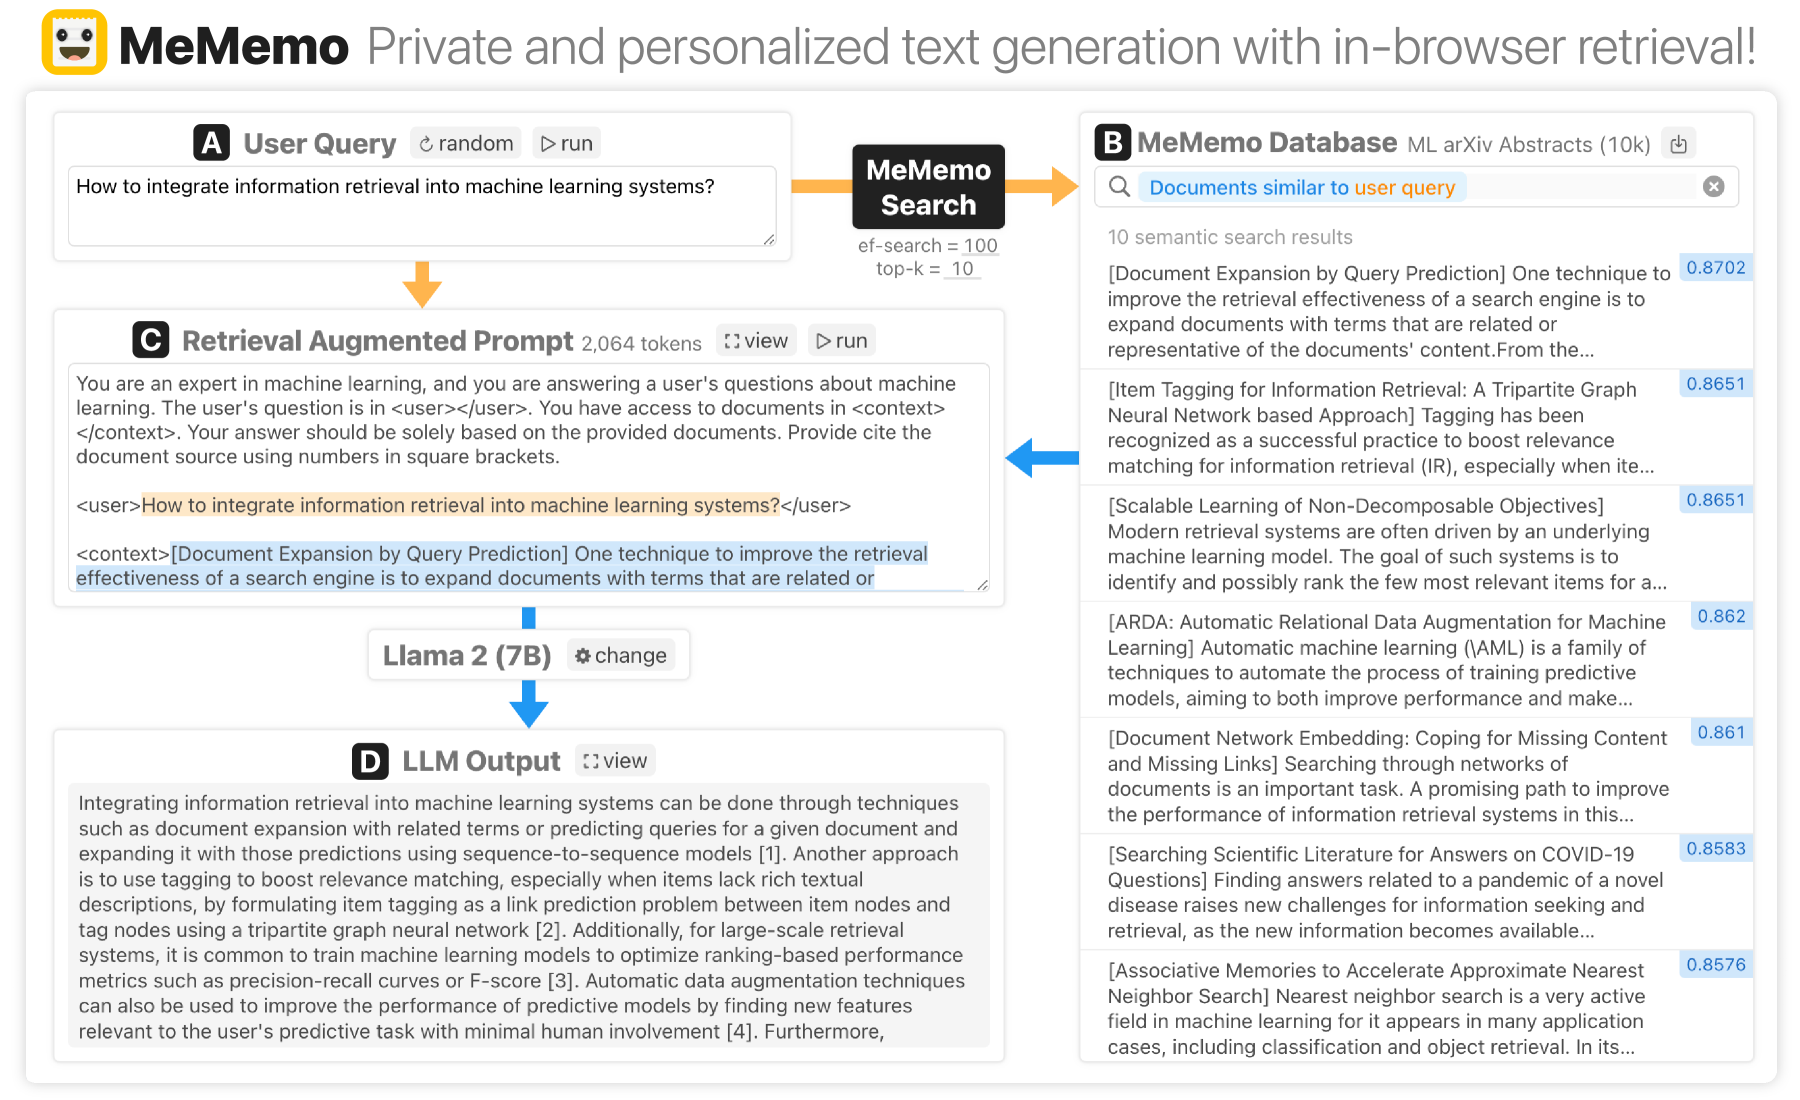 MeMemo Private and personalized text generation with in-browser retrieval!
A User Query random run
How to integrate information retrieval into machine learning systems?
MeMemo
Search
ef-search = 100
top-k = 10
B MeMemo Database ML arXiv Abstracts (10k)
Documents similar to user query
10 semantic search results
[Document Expansion by Query Prediction] One technique to 0.8702
improve the retrieval effectiveness of a search engine is to
expand documents with terms that are related or
representative of the documents' content.From the...
[Item Tagging for Information Retrieval: A Tripartite Graph 0.8651
Neural Network based Approach] Tagging has been
recognized as a successful practice to boost relevance
matching for information retrieval (IR), especially when ite...
[Scalable Learning of Non-Decomposable Objectives] 0.8651
Modern retrieval systems are often driven by an underlying
machine learning model. The goal of such systems is to
identify and possibly rank the few most relevant items for a...
[ARDA: Automatic Relational Data Augmentation for Machine 0.862
Learning] Automatic machine learning (\AML) is a family of
techniques to automate the process of training predictive
models, aiming to both improve performance and make...
[Document Network Embedding: Coping for Missing Content 0.861
and Missing Links] Searching through networks of
documents is an important task. A promising path to improve
the performance of information retrieval systems in this...
[Searching Scientific Literature for Answers on COVID-19 0.8583
Questions] Finding answers related to a pandemic of a novel
disease raises new challenges for information seeking and
retrieval, as the new information becomes available...
[Associative Memories to Accelerate Approximate Nearest 0.8576
Neighbor Search] Nearest neighbor search is a very active
field in machine learning for it appears in many application
cases, including classification and object retrieval. In its...
C Retrieval Augmented Prompt 2,064 tokens view run
You are an expert in machine learning, and you are answering a user's questions about machine
learning. The user's question is in <user></user>. You have access to documents in <context>
</context>. Your answer should be solely based on the provided documents. Provide cite the
document source using numbers in square brackets.
<user>How to integrate information retrieval into machine learning systems?</user>
<context>[Document Expansion by Query Prediction] One technique to improve the retrieval
effectiveness of a search engine is to expand documents with terms that are related or
Llama 2 (7B) change
D LLM Output view
Integrating information retrieval into machine learning systems can be done through techniques
such as document expansion with related terms or predicting queries for a given document and
expanding it with those predictions using sequence-to-sequence models [1]. Another approach
is to use tagging to boost relevance matching, especially when items lack rich textual
descriptions, by formulating item tagging as a link prediction problem between item nodes and
tag nodes using a tripartite graph neural network [2]. Additionally, for large-scale retrieval
systems, it is common to train machine learning models to optimize ranking-based performance
metrics such as precision-recall curves or F-score [3]. Automatic data augmentation techniques
can also be used to improve the performance of predictive models by finding new features
relevant to the user's predictive task with minimal human involvement [4]. Furthermore,